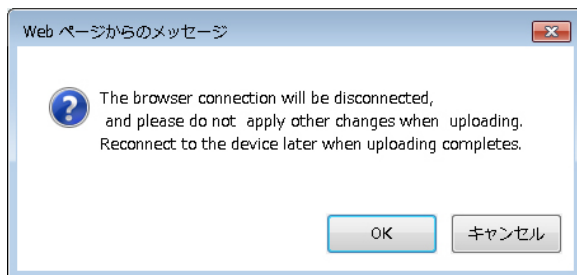 Web ページからのメッセージ
The browser connection will be disconnected,
and please do not apply other changes when uploading.
Reconnect to the device later when uploading completes.
OK
キャンセル